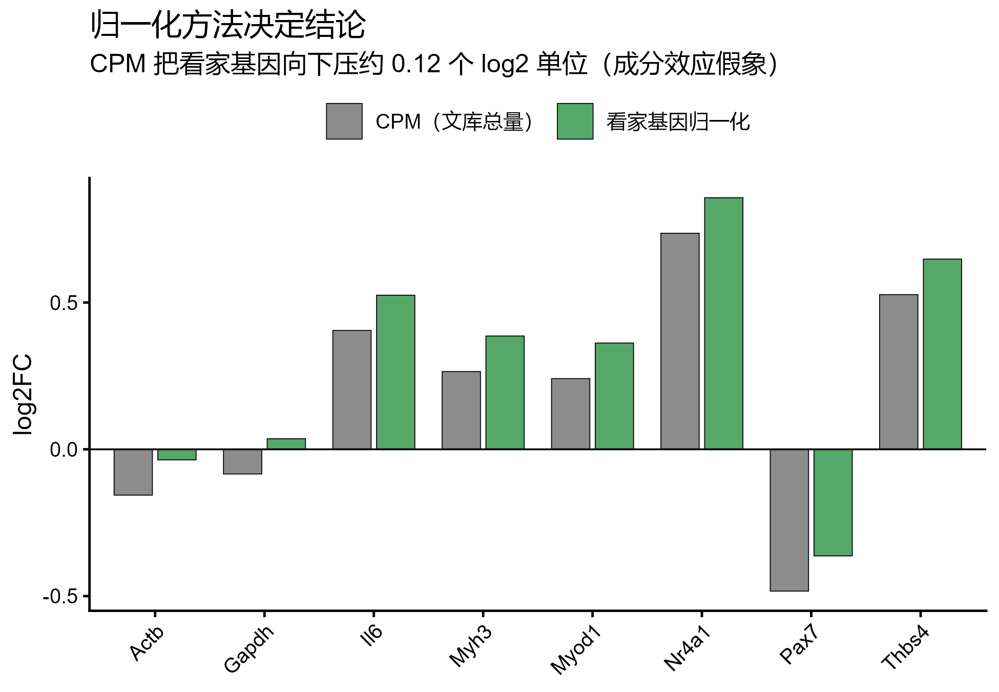 归一化方法决定结论
CPM 把看家基因向下压约 0.12 个 log2 单位（成分效应假象）
CPM（文库总量） 看家基因归一化
log2FC
0.5
0.0
-0.5
Actb Gapdh Il6 Myh3 Myod1 Nr4a1 Pax7 Thbs4